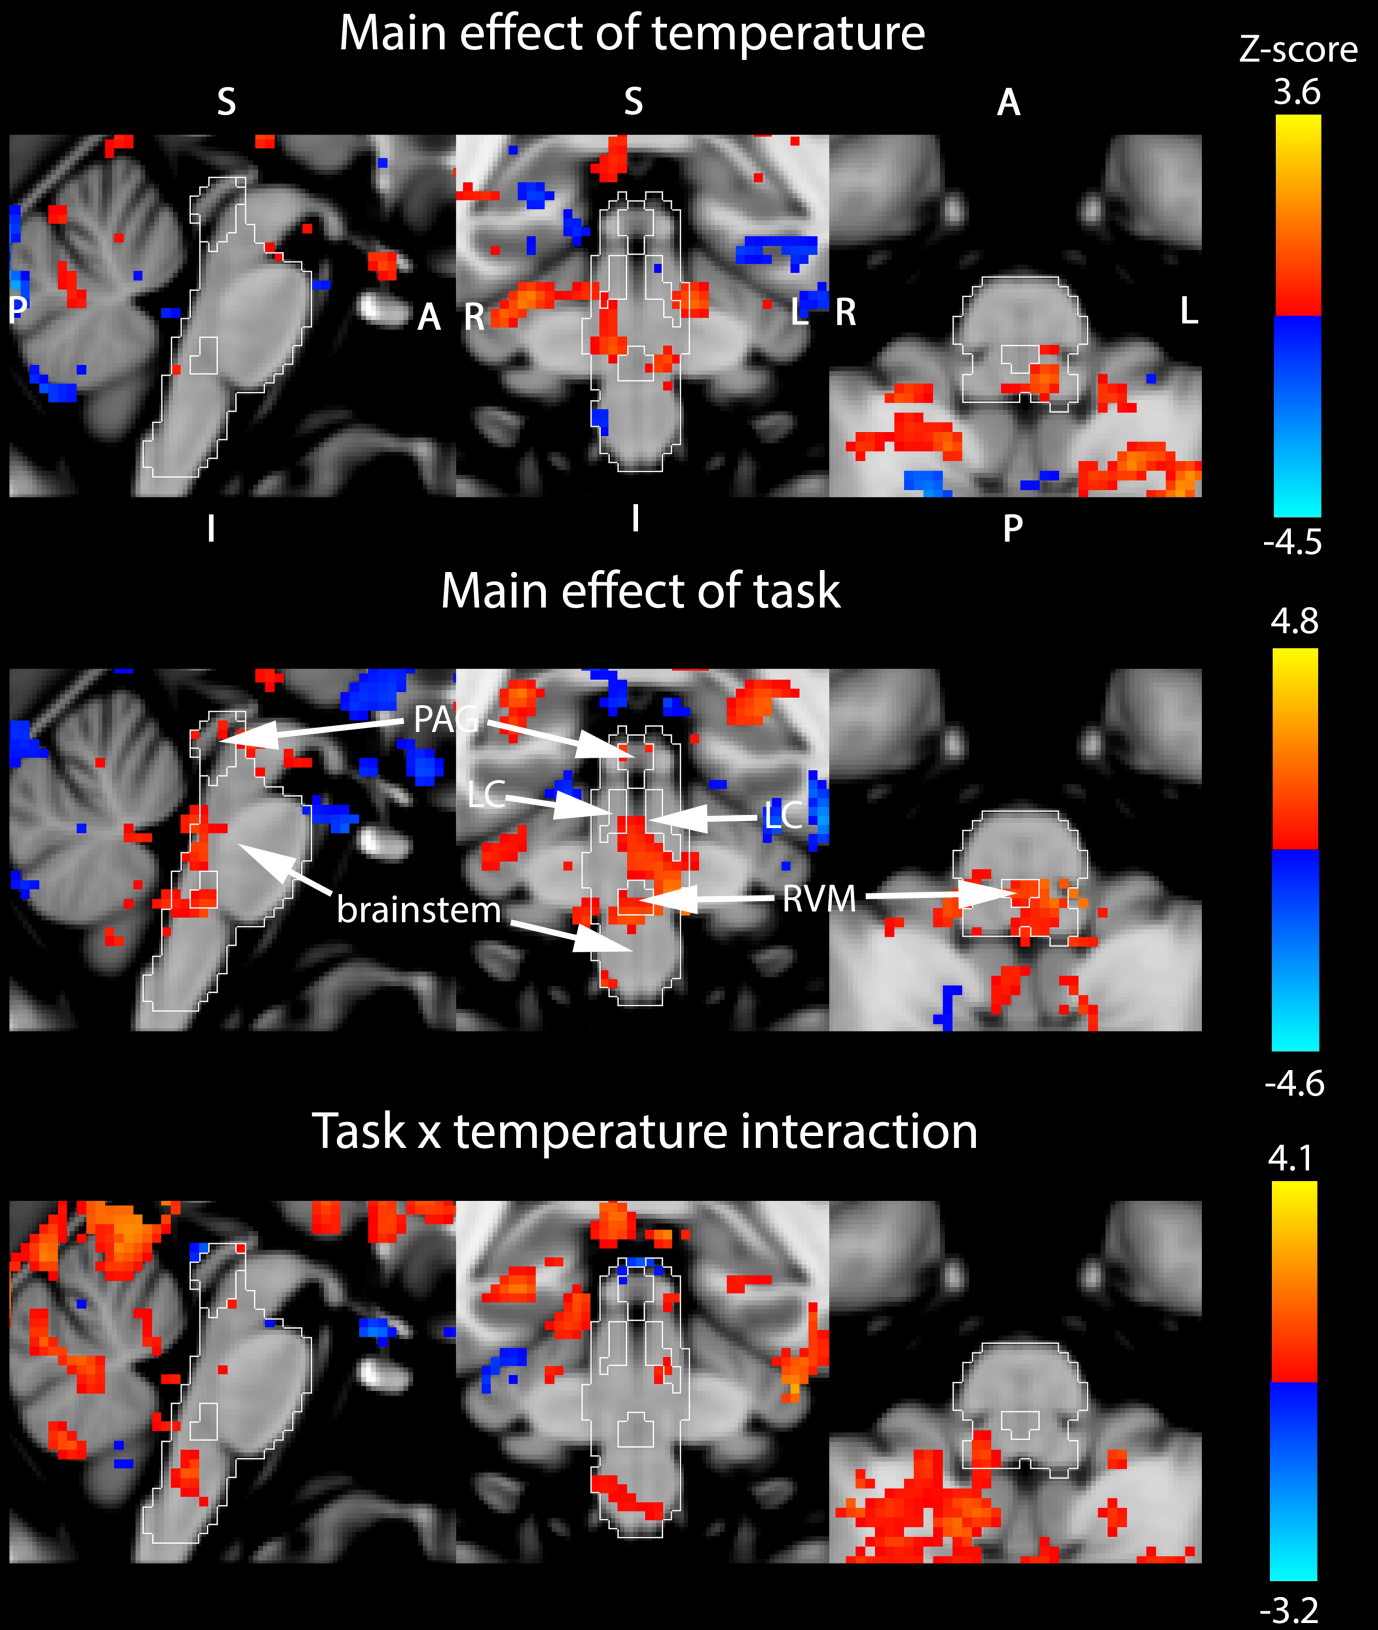 Main effect of temperature
Z-score
3.6
S
S
A
P
A
R
L
R
L
I
I
P
-4.5
Main effect of task
4.8
PAG
LC
LC
RVM
brainstem
-4.6
Task x temperature interaction
4.1
-3.2